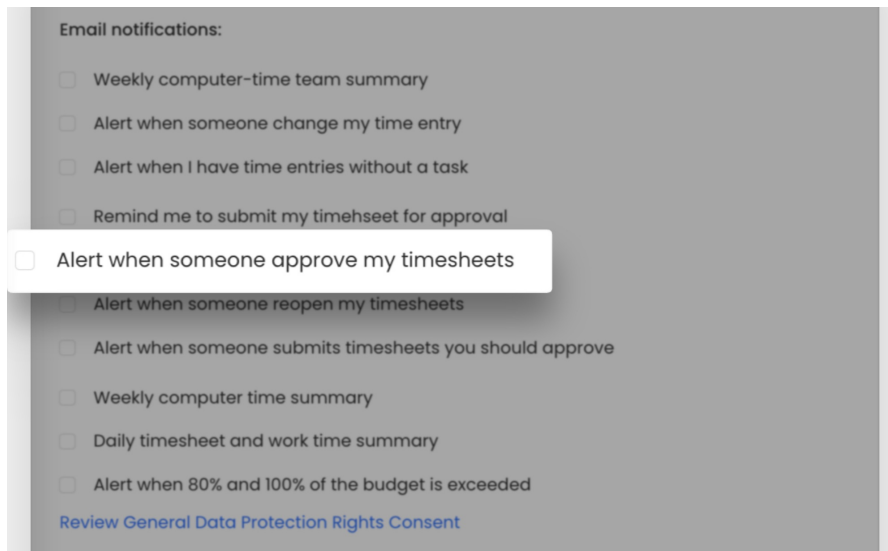 Email notifications:
Weekly computer-time team summary
Alert when someone change my time entry
Alert when I have time entries without a task
Remind me to submit my timehseet for approval
Alert when someone approve my timesheets
Alert when someone reopen my timesheets
Alert when someone submits timesheets you should approve
Weekly computer time summary
Daily timesheet and work time summary
Alert when 80% and 100% of the budget is exceeded
Review General Data Protection Rights Consent